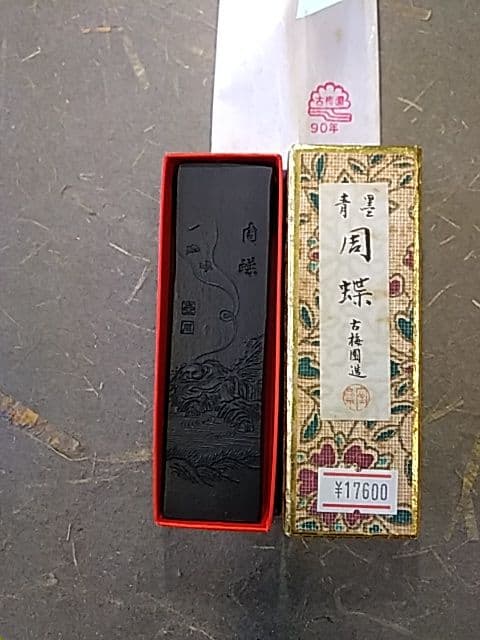 古梅園
90年
青墨
周蝶
古梅園造
¥17600
周蝶